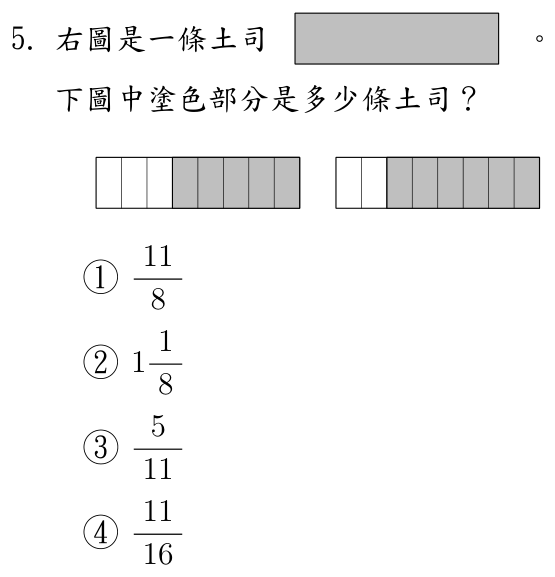 5. 右圖是一條土司 。
下圖中塗色部分是多少條土司？
① 11/8
② 1 1/8
③ 5/11
④ 11/16